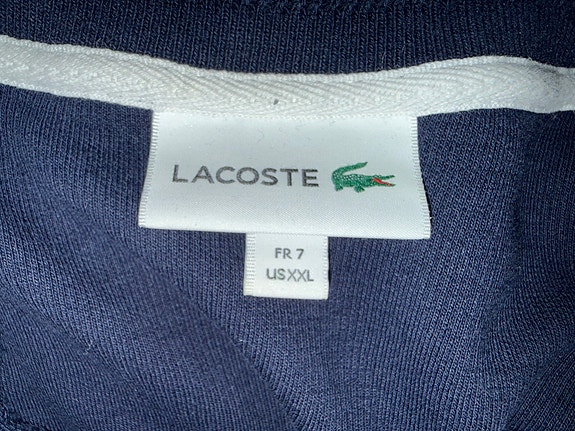 LACOSTE
FR 7
US XXL